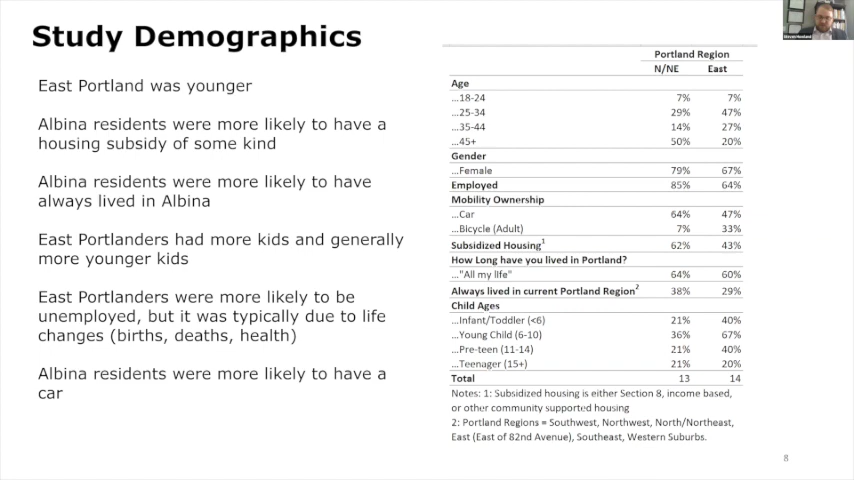 Study Demographics
East Portland was younger
Albina residents were more likely to have a
housing subsidy of some kind
Albina residents were more likely to have
always lived in Albina
East Portlanders had more kids and generally
more younger kids
East Portlanders were more likely to be
unemployed, but it was typically due to life
changes (births, deaths, health)
Albina residents were more likely to have a
car
Portland Region
N/NE East
Age
...18-24 7% 7%
...25-34 29% 47%
...35-44 14% 27%
...45+ 50% 20%
Gender
...Female 79% 67%
Employed 85% 64%
Mobility Ownership
...Car 64% 47%
...Bicycle (Adult) 7% 33%
Subsidized Housing1 62% 43%
How Long have you lived in Portland?
..."All my life" 64% 60%
Always lived in current Portland Region2 38% 29%
Child Ages
...Infant/Toddler (<6) 21% 40%
...Young Child (6-10) 36% 67%
...Pre-teen (11-14) 21% 40%
...Teenager (15+) 21% 20%
Total 13 14
Notes: 1: Subsidized housing is either Section 8, income based,
or other community supported housing
2: Portland Regions = Southwest, Northwest, North/Northeast,
East (East of 82nd Avenue), Southeast, Western Suburbs.
8